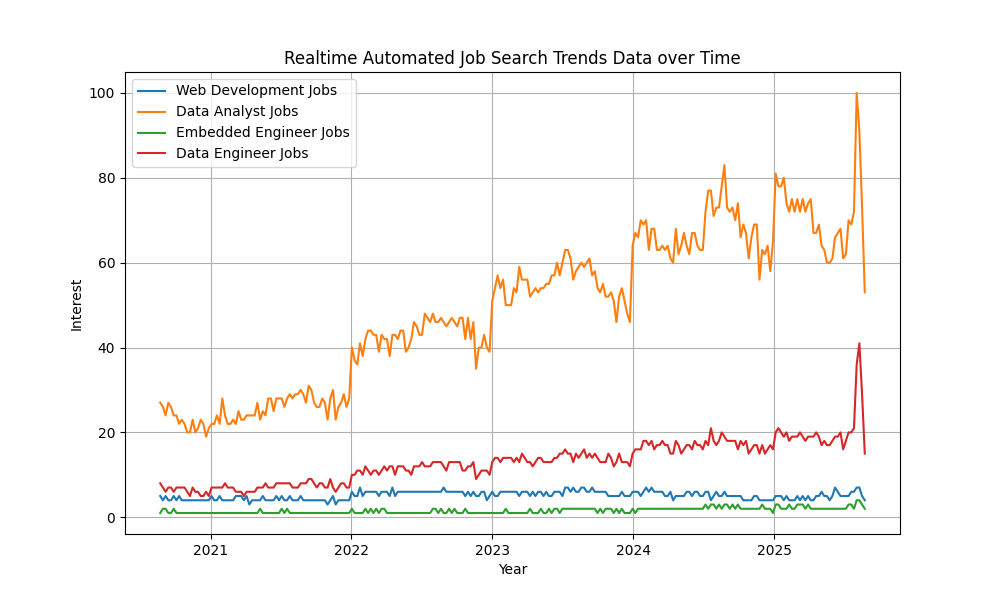 Realtime Automated Job Search Trends Data over Time
Web Development Jobs
Data Analyst Jobs
Embedded Engineer Jobs
Data Engineer Jobs
100
80
60
40
20
0
Interest
2021 2022 2023 2024 2025
Year